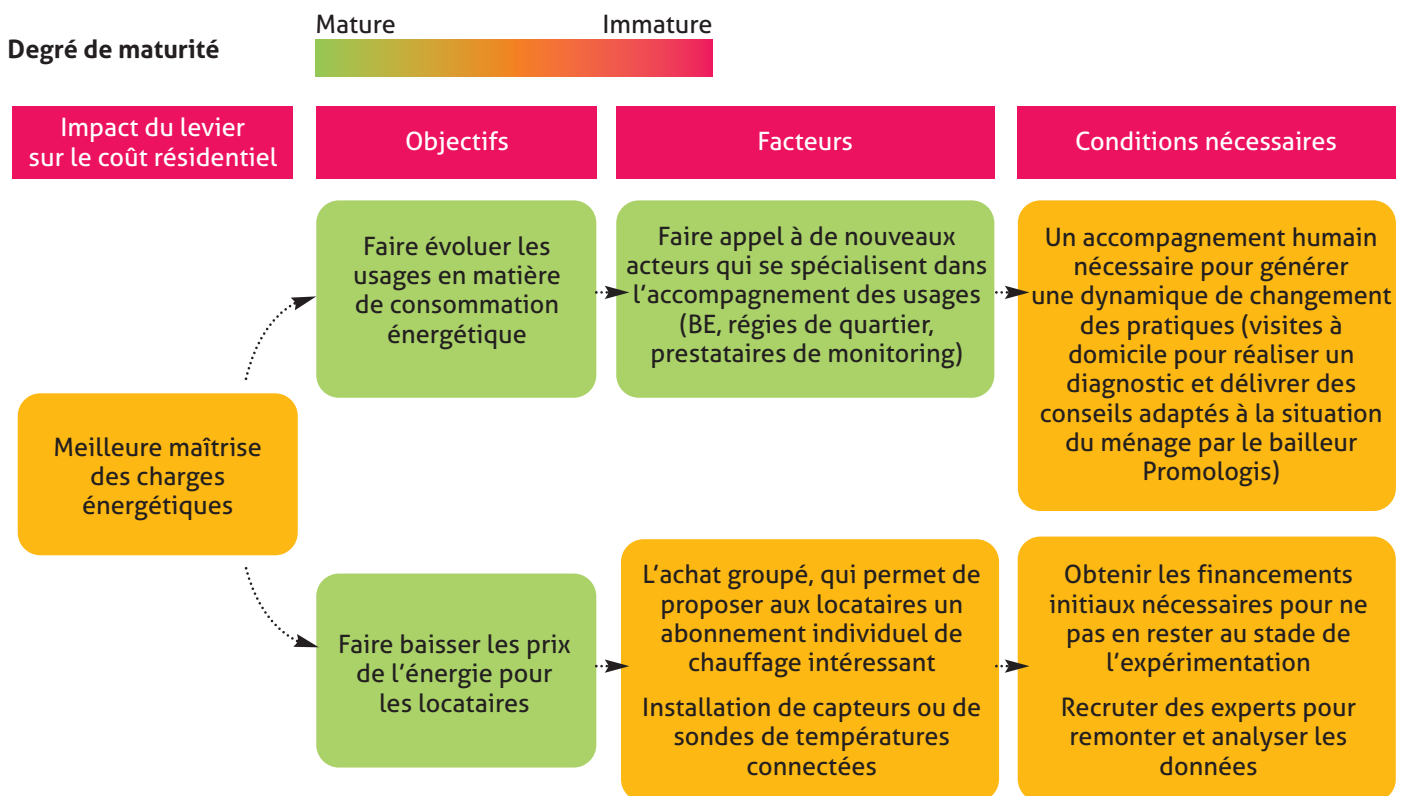 Mature
Immature
Degré de maturité
Impact du levier
sur le coût résidentiel
Objectifs
Facteurs
Conditions nécessaires
Meilleure maîtrise
des charges
énergétiques
Faire évoluer les
usages en matière
de consommation
énergétique
Faire appel à de nouveaux
acteurs qui se spécialisent dans
l'accompagnement des usages
(BE, régies de quartier,
prestataires de monitoring)
Un accompagnement humain
nécessaire pour générer
une dynamique de changement
des pratiques (visites à
domicile pour réaliser un
diagnostic et délivrer des
conseils adaptés à la situation
du ménage par le bailleur
Promologis)
Faire baisser les prix
de l'énergie pour
les locataires
L'achat groupé, qui permet de
proposer aux locataires un
abonnement individuel de
chauffage intéressant
Installation de capteurs ou de
sondes de températures
connectées
Obtenir les financements
initiaux nécessaires pour ne
pas en rester au stade de
l'expérimentation
Recruter des experts pour
remonter et analyser les
données